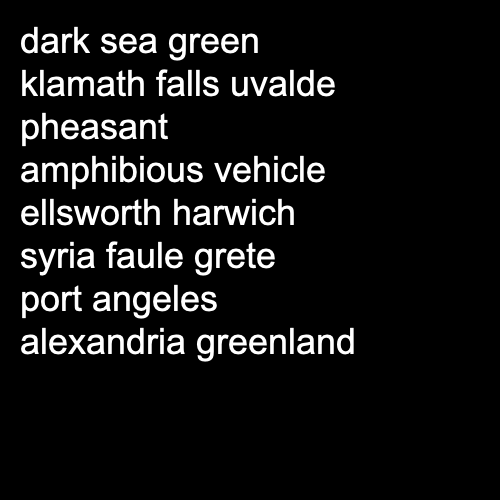 dark sea green
klamath falls uvalde
pheasant
amphibious vehicle
ellsworth harwich
syria faule grete
port angeles
alexandria greenland